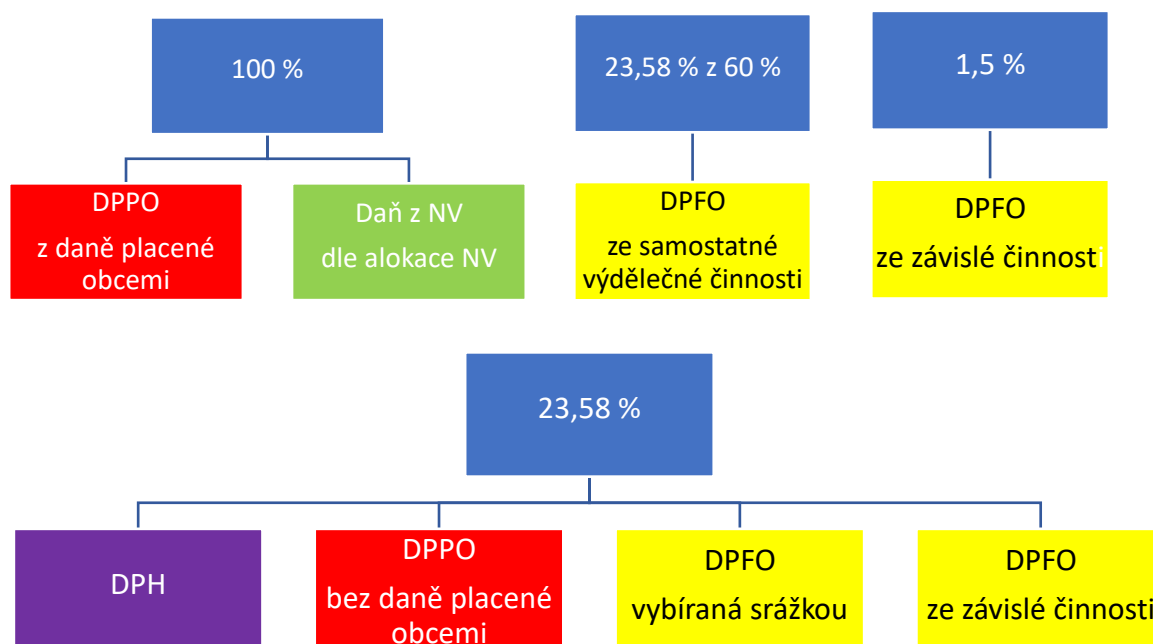 100 %
23,58 % z 60 %
1,5 %
DPPO
z daně placené
obcemi
Daň z NV
dle alokace NV
DPFO
ze samostatné
výdělečné činnosti
DPFO
ze závislé činnosti
23,58 %
DPH
DPPO
bez daně placené
obcemi
DPFO
vybíraná srážkou
DPFO
ze závislé činnosti